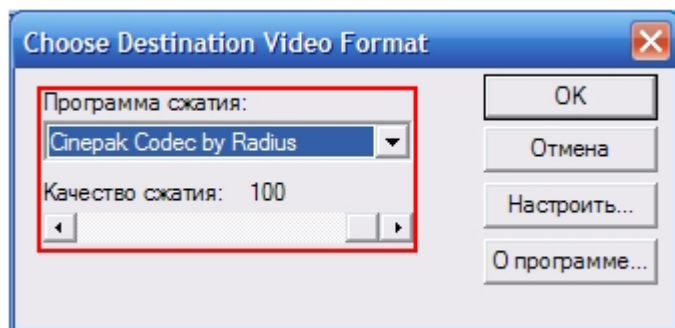 Choose Destination Video Format
Программа сжатия:
Cinepak Codec by Radius
Качество сжатия: 100
OK
Отмена
Настроить...
О программе...